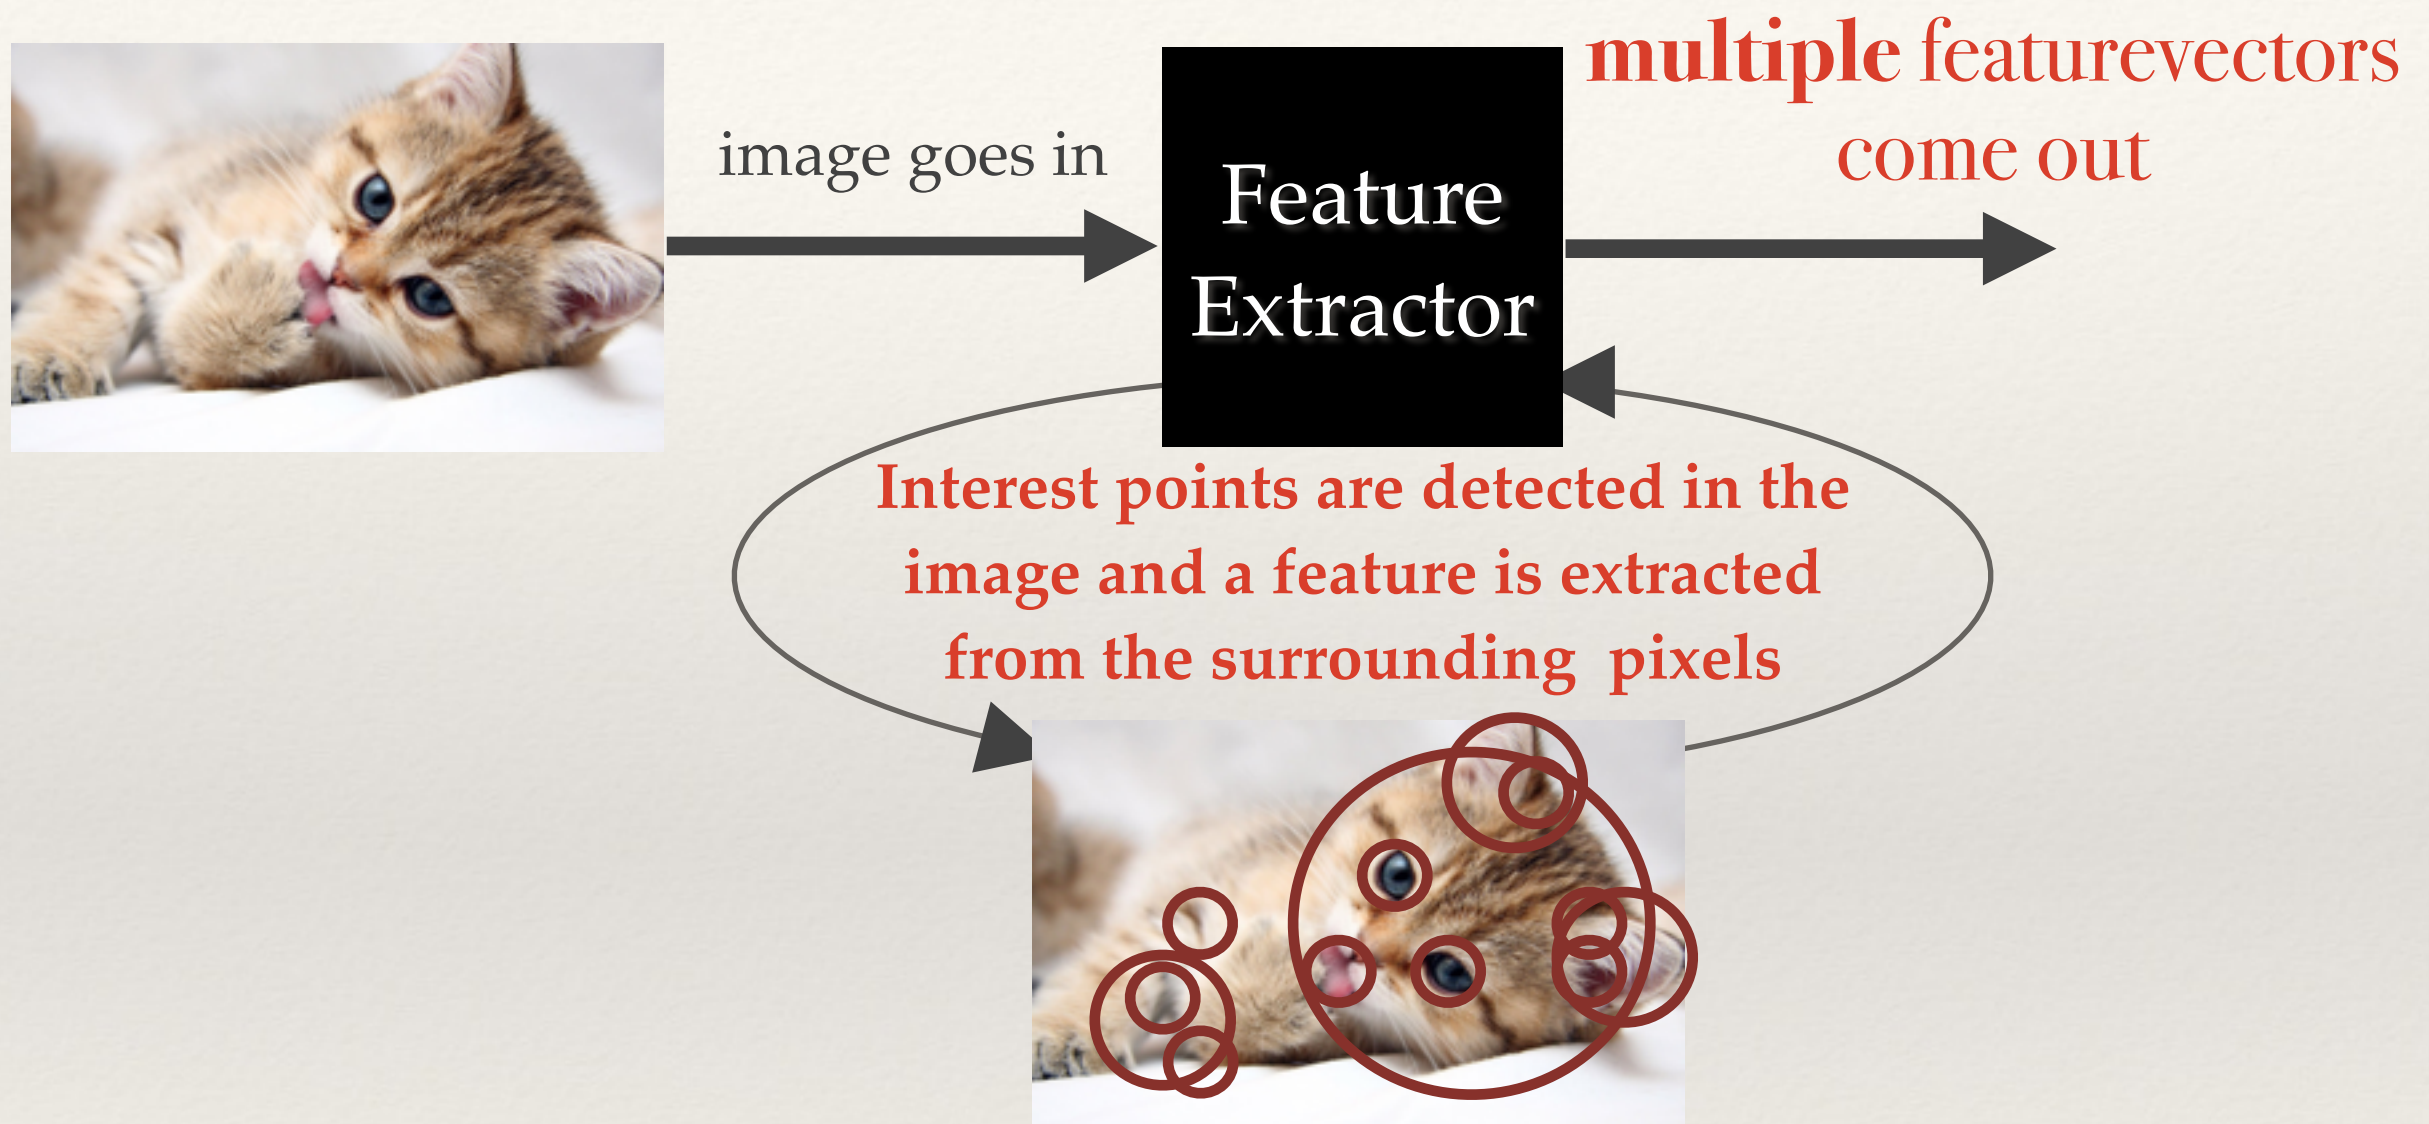 multiple featurevectors
come out
image goes in
Feature
Extractor
Interest points are detected in the
image and a feature is extracted
from the surrounding  pixels